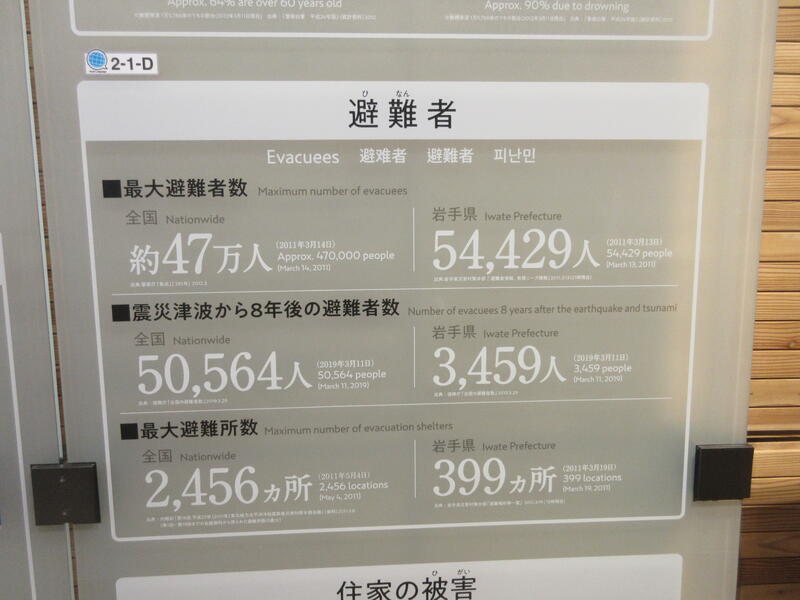 Approx. 64% are over 60 years old
Approx. 90% due to drowning
2-1-D
ひ なん
避難者
Evacuees 避难者 避難者 피난민
■最大避難者数 Maximum number of evacuees
全国 Nationwide
約47万人
(2011年3月14日)
Approx. 470,000 people
(March 14, 2011)
岩手県 Iwate Prefecture
54,429人
(2011年3月13日)
54,429 people
(March 13, 2011)
■震災津波から8年後の避難者数 Number of evacuees 8 years after the earthquake and tsunami
全国 Nationwide
50,564人
(2019年3月11日)
50,564 people
(March 11, 2019)
岩手県 Iwate Prefecture
3,459人
(2019年3月11日)
3,459 people
(March 11, 2019)
■最大避難所数 Maximum number of evacuation shelters
全国 Nationwide
2,456ヵ所
(2011年5月4日)
2,456 locations
(May 4, 2011)
岩手県 Iwate Prefecture
399ヵ所
(2011年3月19日)
399 locations
(March 19, 2011)
ひ がい
住家の被害